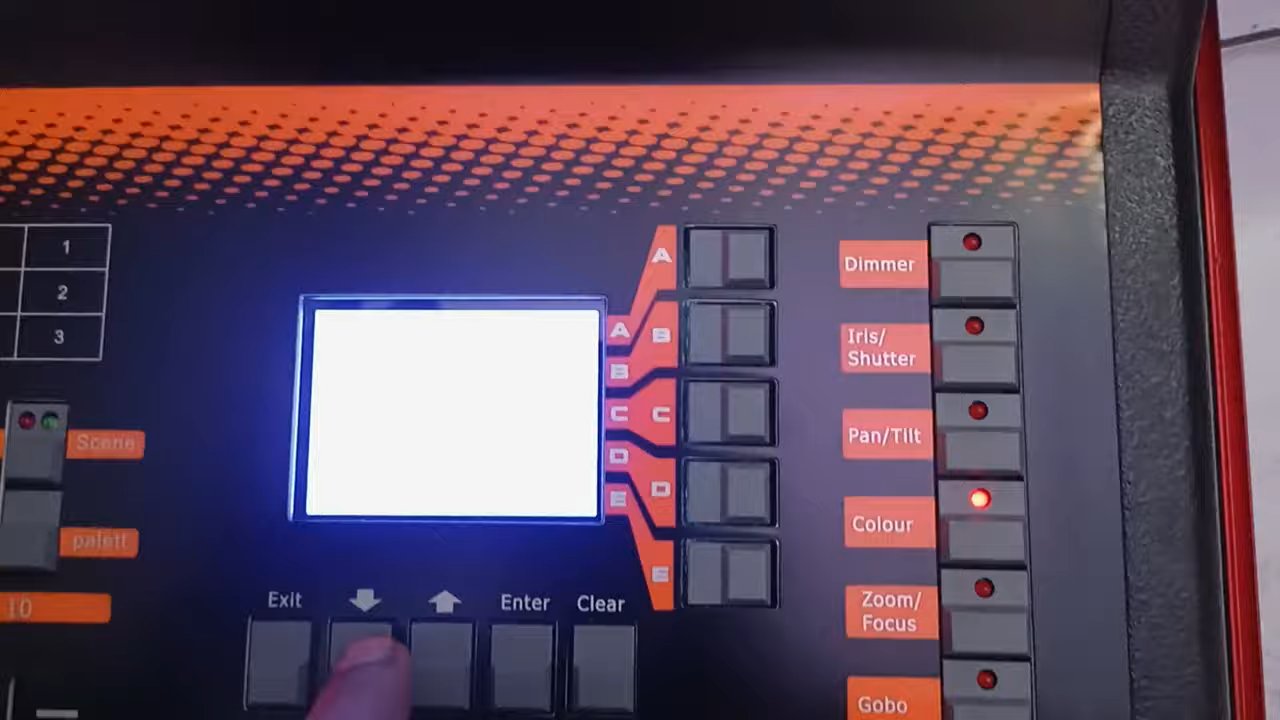 1
2
3
Scene
palett
10
A
B
C
D
E
A
B
C
D
E
Exit
Enter
Clear
Dimmer
Iris/
Shutter
Pan/Tilt
Colour
Zoom/
Focus
Gobo